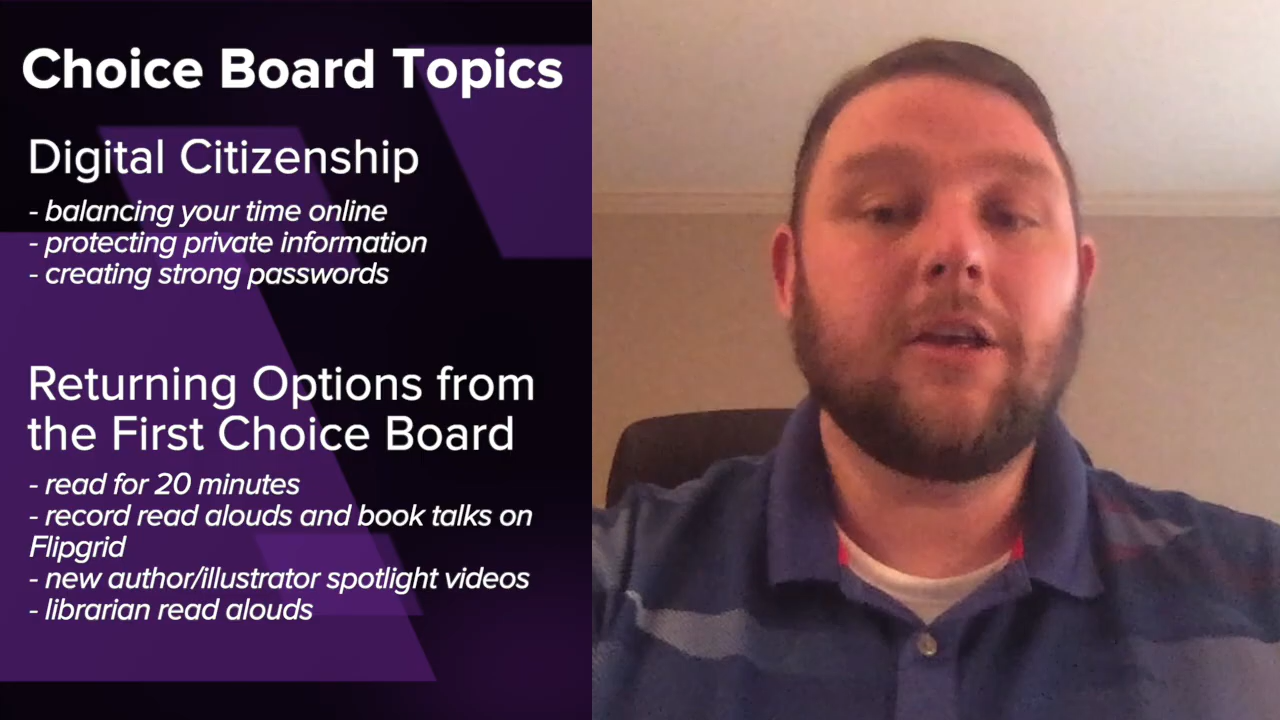 Choice Board Topics
Digital Citizenship
- balancing your time online
- protecting private information
- creating strong passwords
Returning Options from
the First Choice Board
- read for 20 minutes
- record read alouds and book talks on
Flipgrid
- new author/illustrator spotlight videos
- librarian read alouds